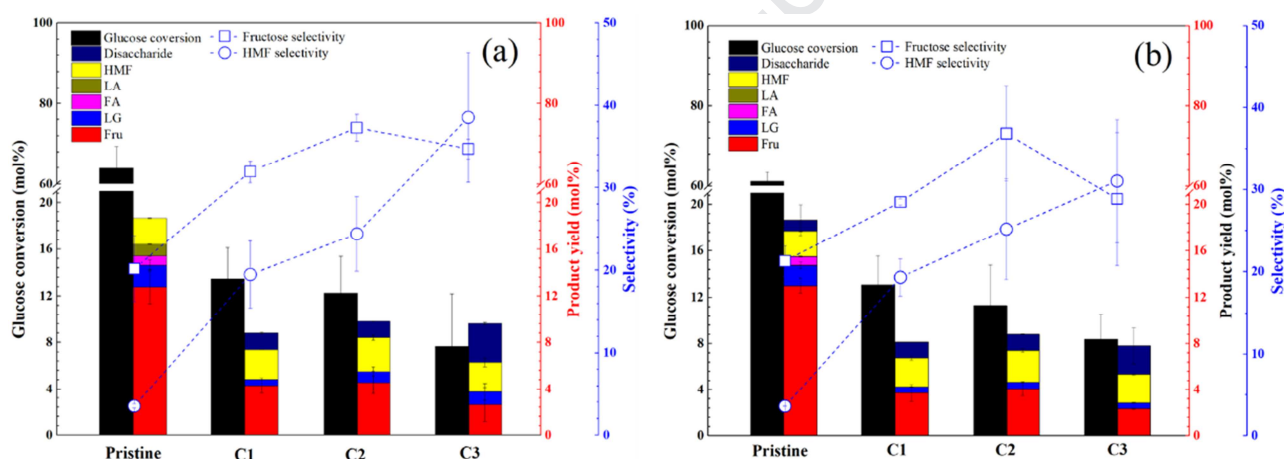 (a)
Glucose coversion
Disaccharide
HMF
LA
FA
LG
Fru
Fructose selectivity
HMF selectivity
Glucose conversion (mol%)
100
80
60
20
16
12
8
4
0
Product yield (mol%)
100
80
60
20
16
12
8
4
0
Selectivity (%)
50
40
30
20
10
0
Pristine C1 C2 C3
(b)
Glucose coversion
Disaccharide
HMF
LA
FA
LG
Fru
Fructose selectivity
HMF selectivity
Glucose conversion (mol%)
100
80
60
20
16
12
8
4
0
Product yield (mol%)
100
80
60
20
16
12
8
4
0
Selectivity (%)
50
40
30
20
10
0
Pristine C1 C2 C3